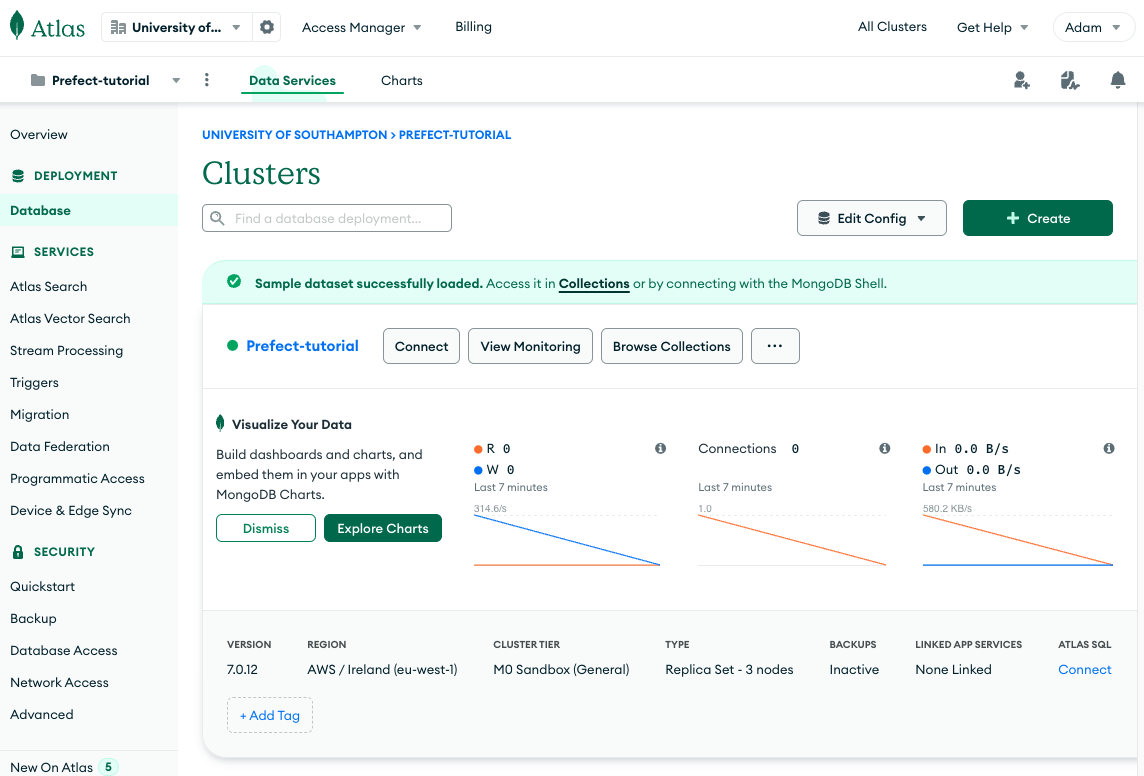 Atlas
University of...
Access Manager
Billing
All Clusters
Get Help
Adam
Prefect-tutorial
Data Services
Charts
Overview
DEPLOYMENT
Database
SERVICES
Atlas Search
Atlas Vector Search
Stream Processing
Triggers
Migration
Data Federation
Programmatic Access
Device & Edge Sync
SECURITY
Quickstart
Backup
Database Access
Network Access
Advanced
New On Atlas 5
UNIVERSITY OF SOUTHAMPTON > PREFECT-TUTORIAL
Clusters
Find a database deployment...
Edit Config
+ Create
Sample dataset successfully loaded. Access it in Collections or by connecting with the MongoDB Shell.
Prefect-tutorial
Connect
View Monitoring
Browse Collections
...
Visualize Your Data
Build dashboards and charts, and
embed them in your apps with
MongoDB Charts.
Dismiss
Explore Charts
R 0
W 0
Last 7 minutes
314.6/s
Connections 0
Last 7 minutes
1.0
In 0.0 B/s
Out 0.0 B/s
Last 7 minutes
580.2 KB/s
VERSION
7.0.12
REGION
AWS / Ireland (eu-west-1)
CLUSTER TIER
M0 Sandbox (General)
TYPE
Replica Set - 3 nodes
BACKUPS
Inactive
LINKED APP SERVICES
None Linked
ATLAS SQL
Connect
+ Add Tag